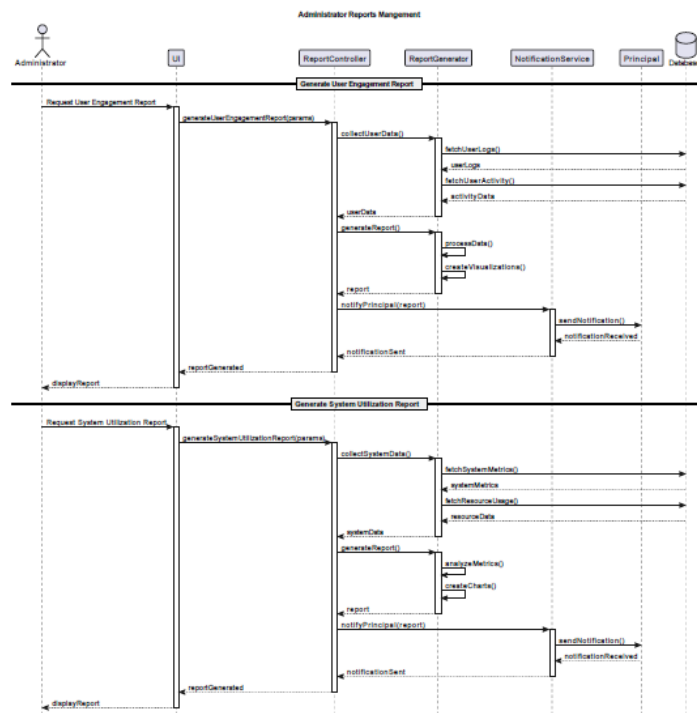 Administrator Reports Mangement
Administrator
UI
ReportController
ReportGenerator
NotificationService
Principal
Database
Generate User Engagement Report
Request User Engagement Report
generateUserEngagementReport(params)
collectUserData()
fetchUserLogs()
userLogs
fetchUserActivity()
activityData
userData
generateReport()
processData()
createVisualizations()
report
notifyPrincipal(report)
sendNotification()
notificationReceived
notificationSent
reportGenerated
displayReport
Generate System Utilization Report
Request System Utilization Report
generateSystemUtilizationReport(params)
collectSystemData()
fetchSystemMetrics()
systemMetrics
fetchResourceUsage()
resourceData
systemData
generateReport()
analyzeMetrics()
createCharts()
report
notifyPrincipal(report)
sendNotification()
notificationReceived
notificationSent
reportGenerated
displayReport